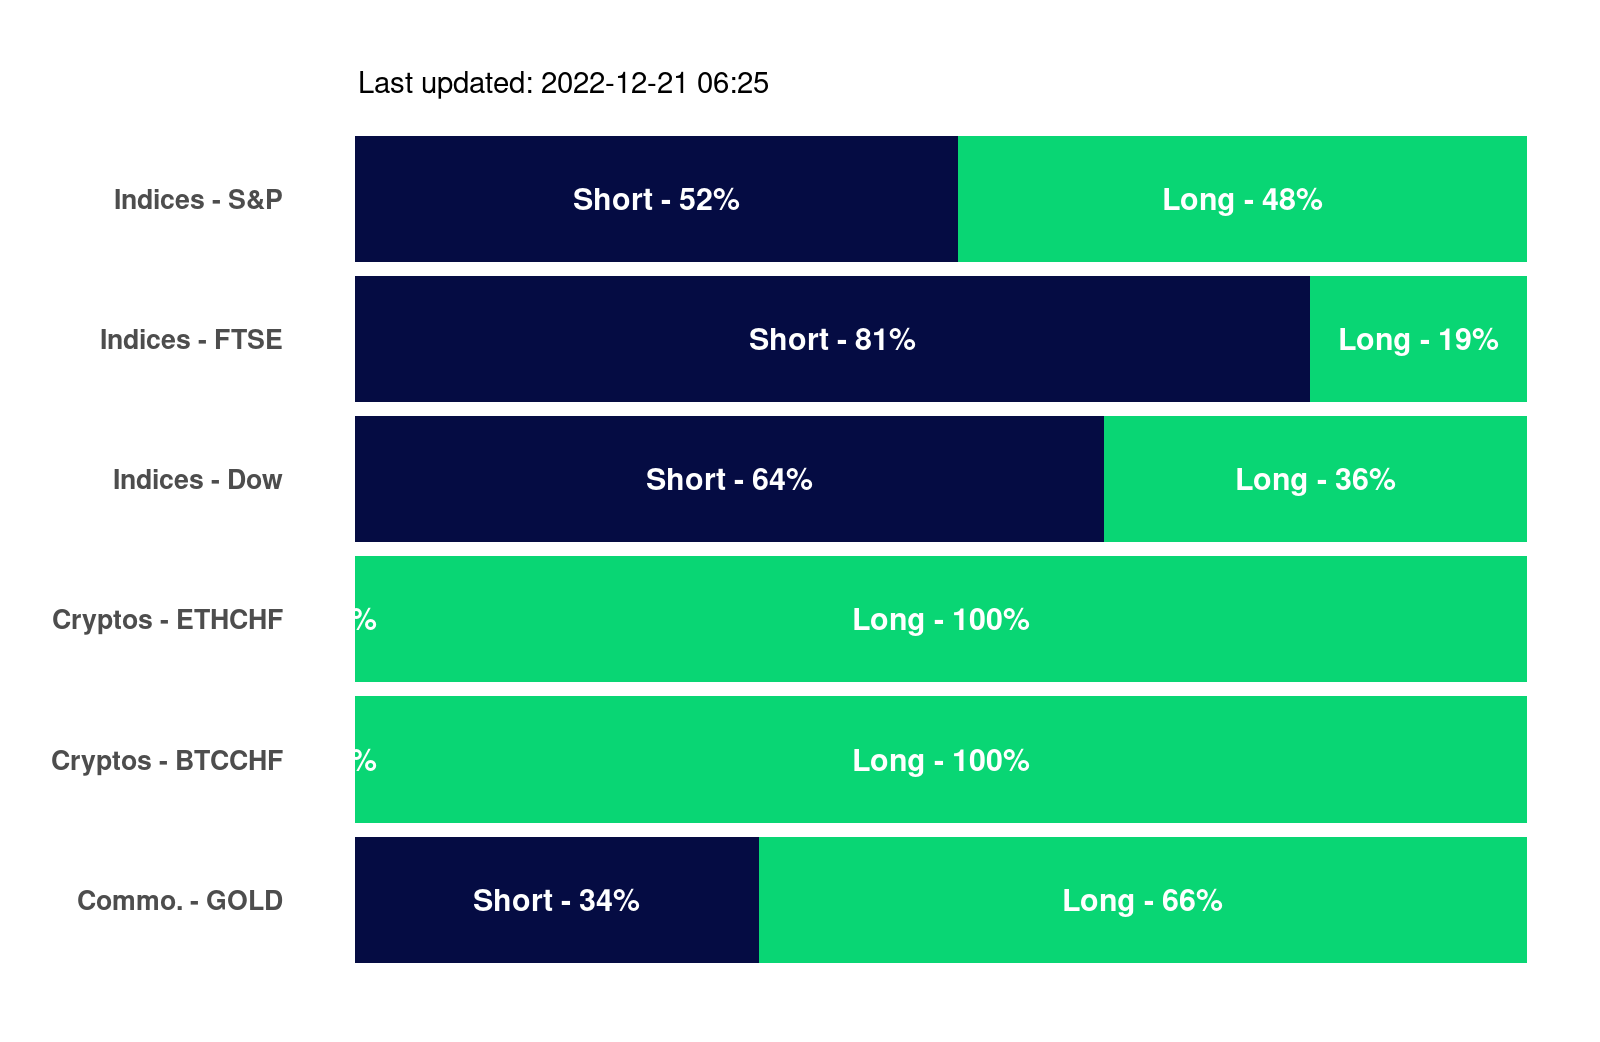 Last updated: 2022-12-21 06:25
Indices - S&P Short - 52% Long - 48%
Indices - FTSE Short - 81% Long - 19%
Indices - Dow Short - 64% Long - 36%
Cryptos - ETHCHF % Long - 100%
Cryptos - BTCCHF % Long - 100%
Commo. - GOLD Short - 34% Long - 66%